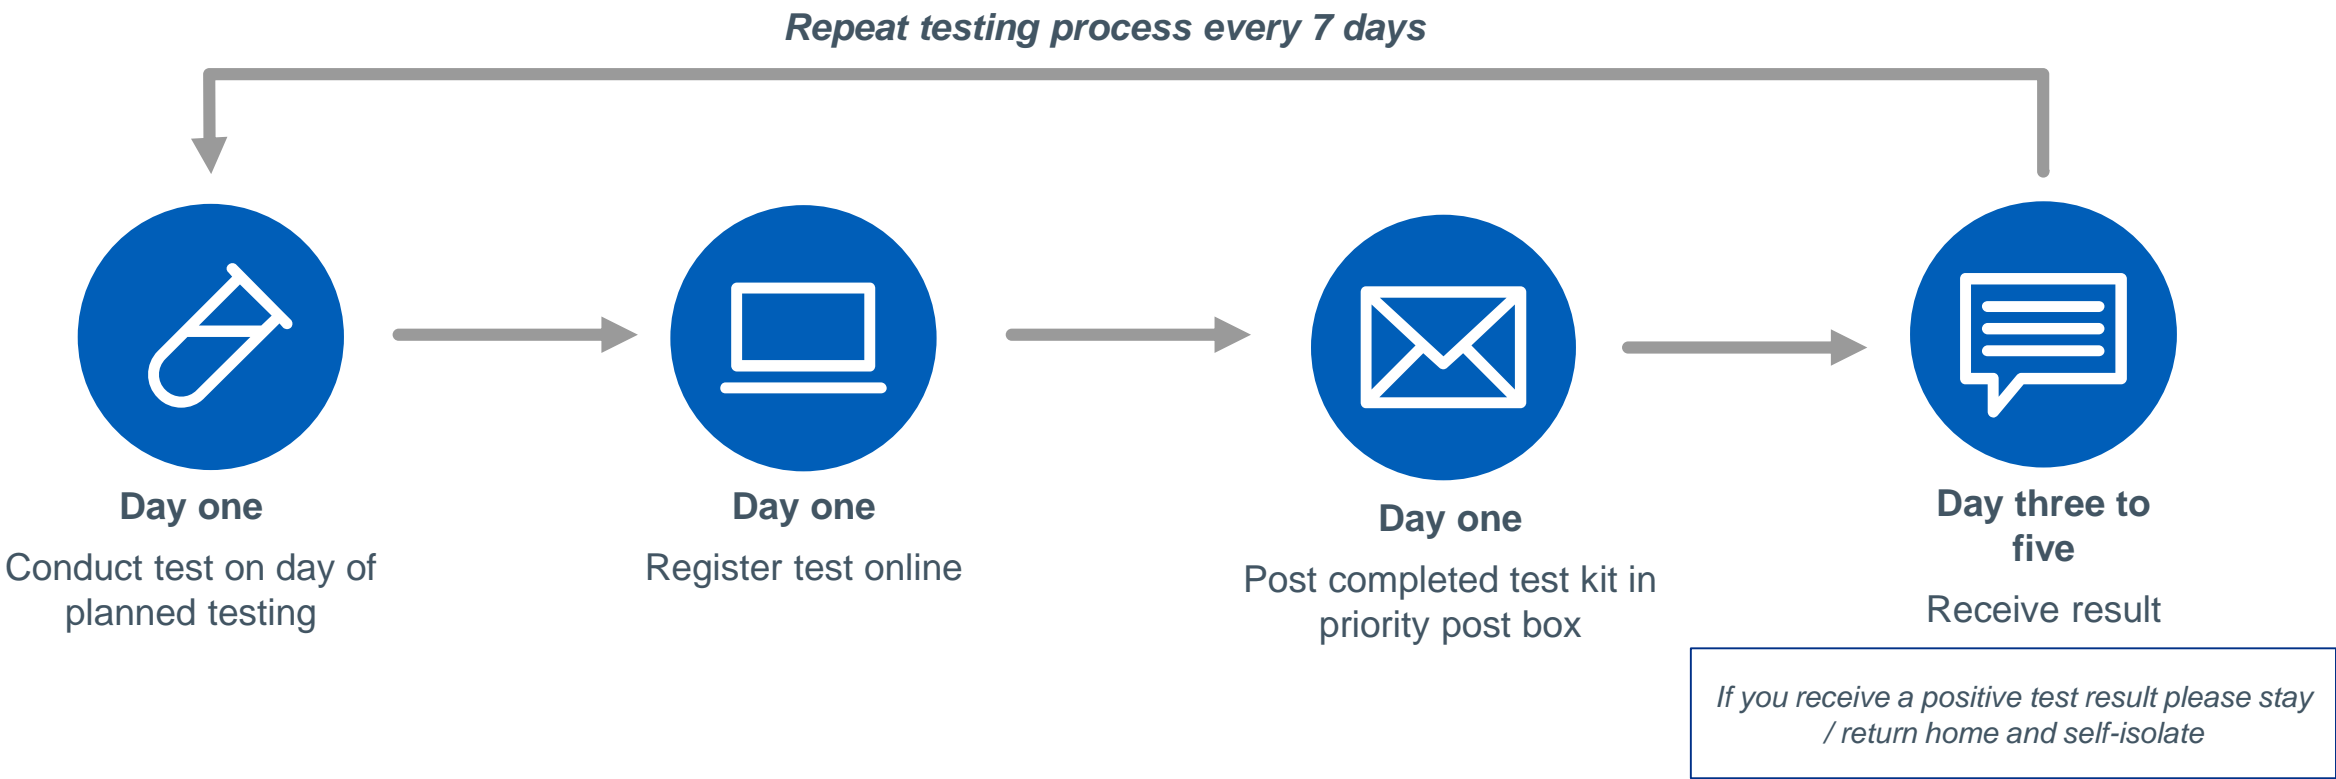 Repeat testing process every 7 days
Day one
Conduct test on day of
planned testing
Day one
Register test online
Day one
Post completed test kit in
priority post box
Day three to
five
Receive result
If you receive a positive test result please stay
/ return home and self-isolate